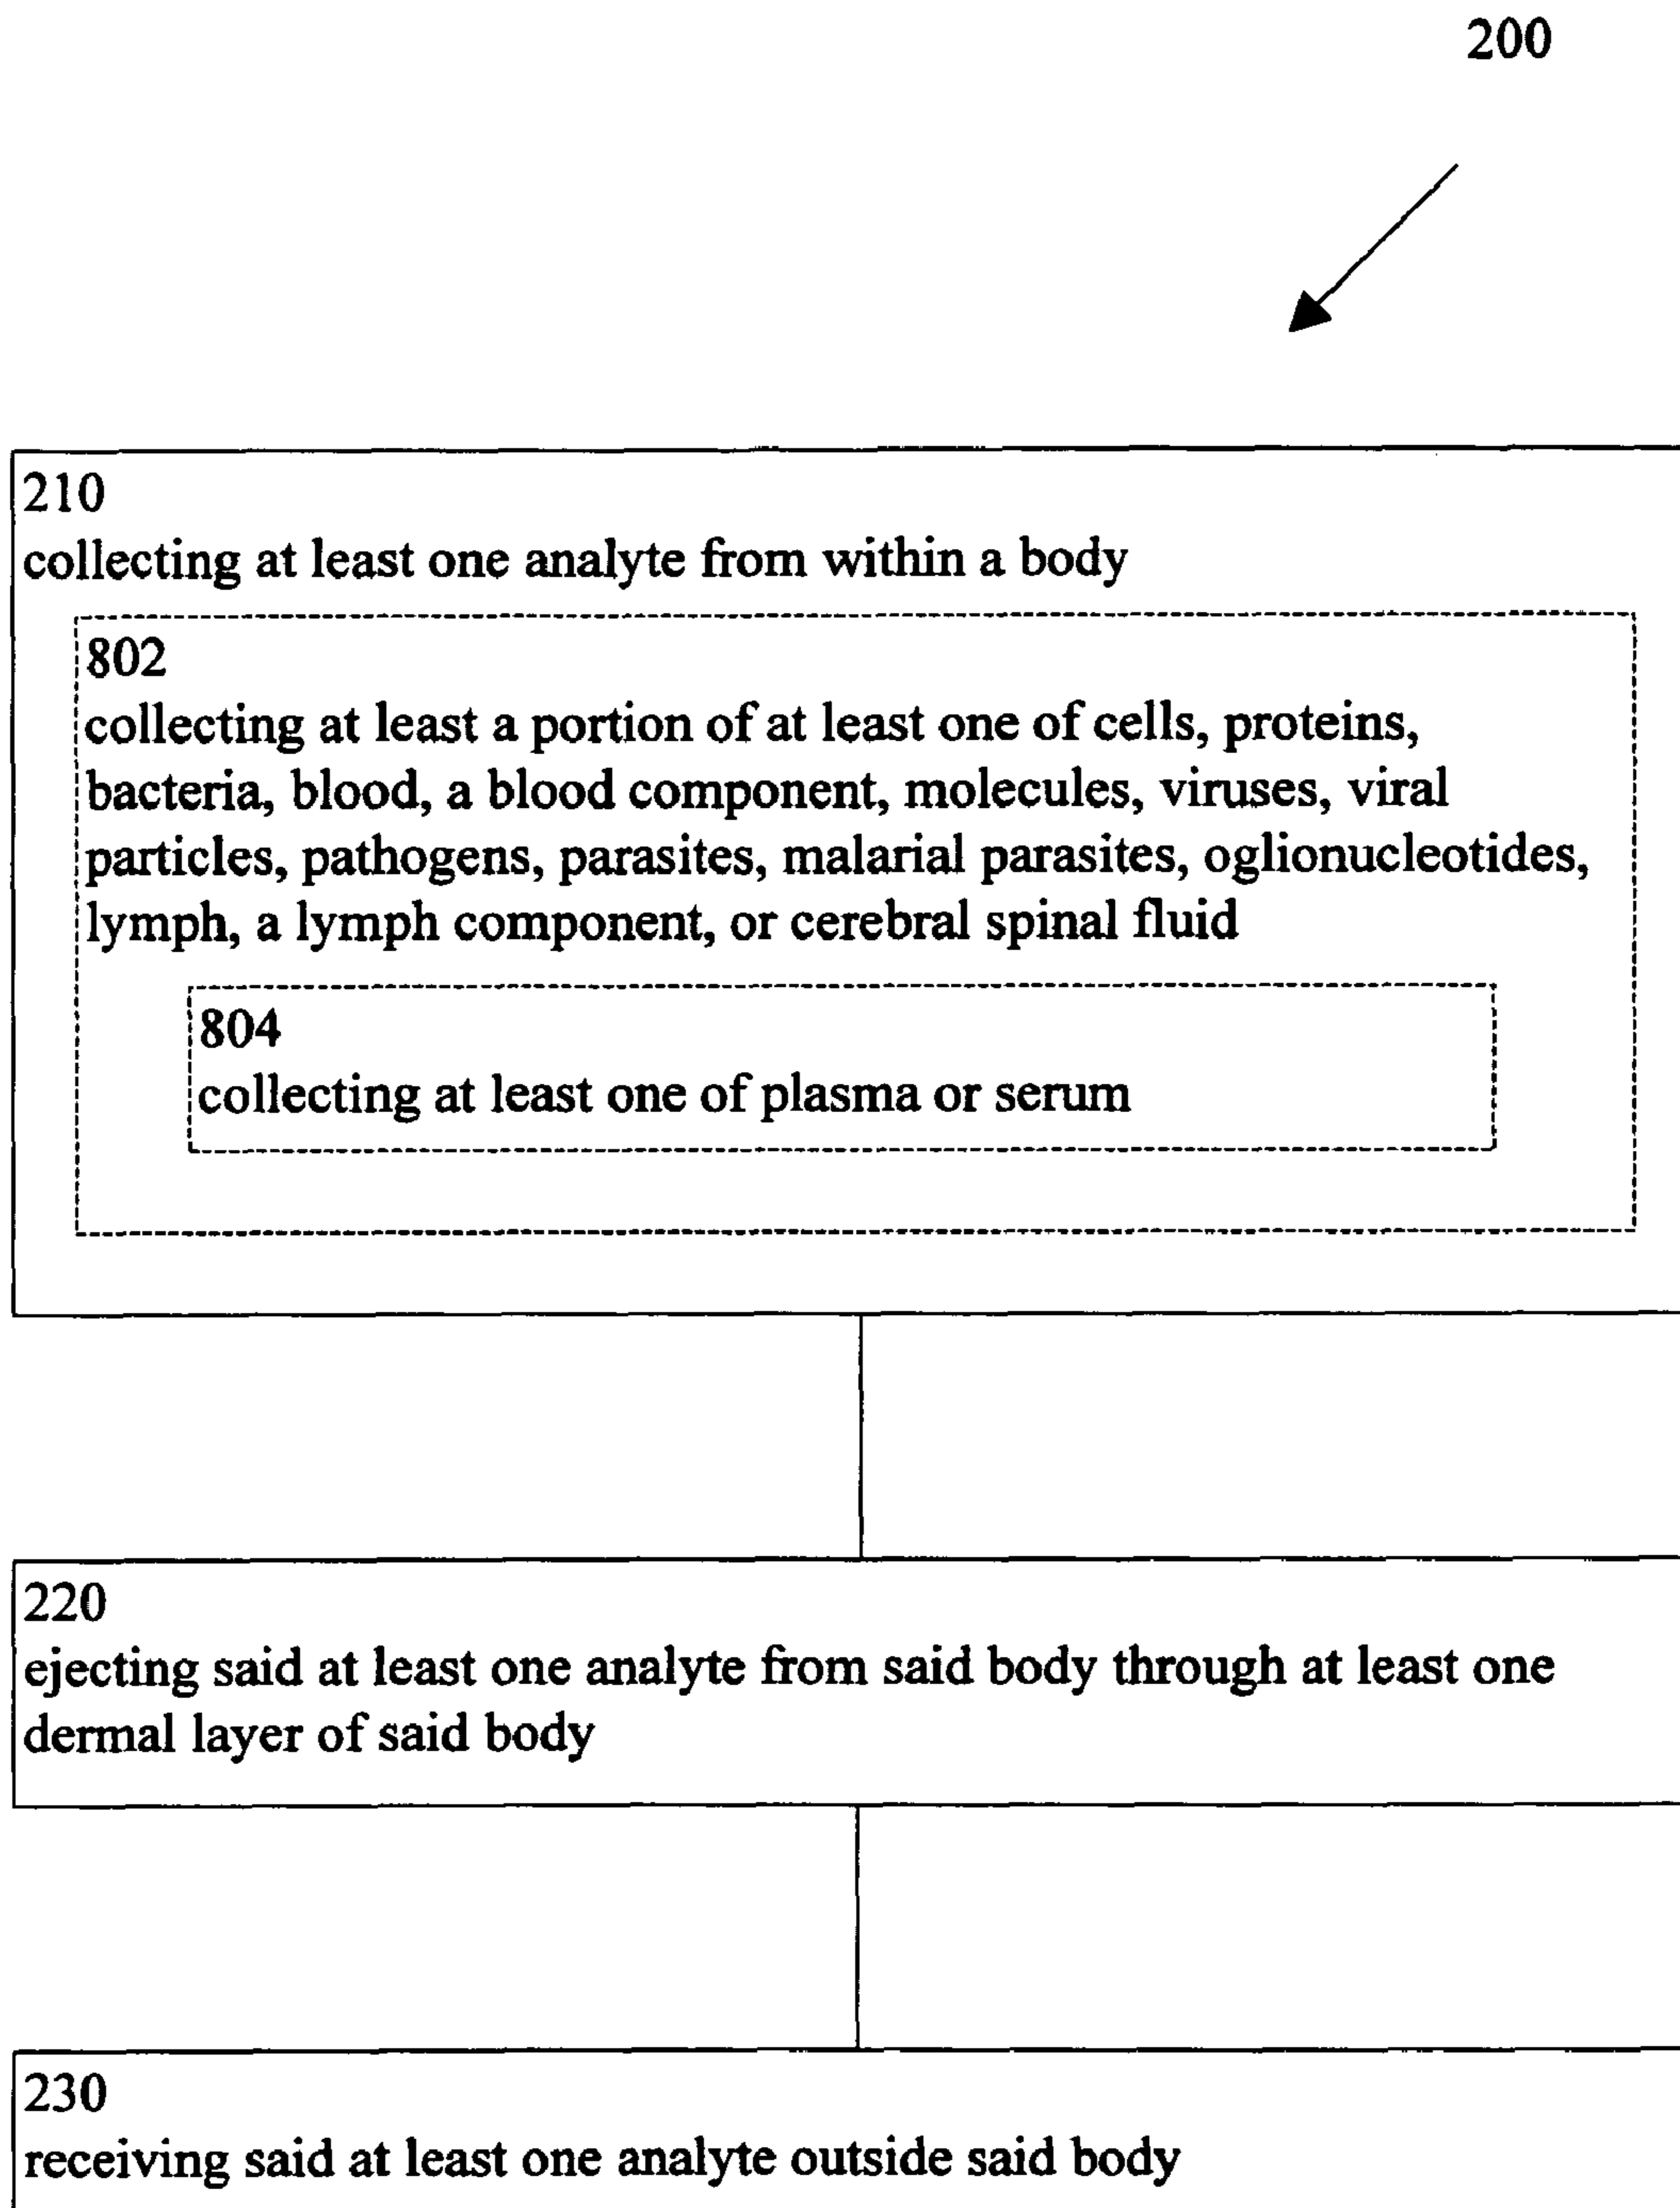 200
210
collecting at least one analyte from within a body
802
collecting at least a portion of at least one of cells, proteins,
bacteria, blood, a blood component, molecules, viruses, viral
particles, pathogens, parasites, malarial parasites, oglionucleotides,
lymph, a lymph component, or cerebral spinal fluid
804
collecting at least one of plasma or serum
220
ejecting said at least one analyte from said body through at least one
dermal layer of said body
230
receiving said at least one analyte outside said body